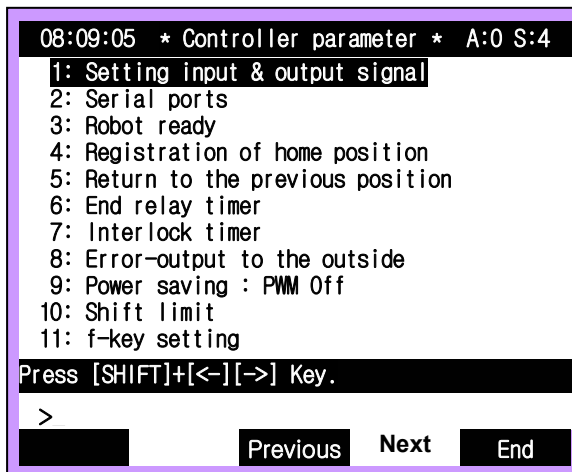 08:09:05 * Controller parameter * A:0 S:4
1: Setting input & output signal
2: Serial ports
3: Robot ready
4: Registration of home position
5: Return to the previous position
6: End relay timer
7: Interlock timer
8: Error-output to the outside
9: Power saving : PWM Off
10: Shift limit
11: f-key setting
Press [SHIFT]+[<-][->] Key.
>_
Previous Next End